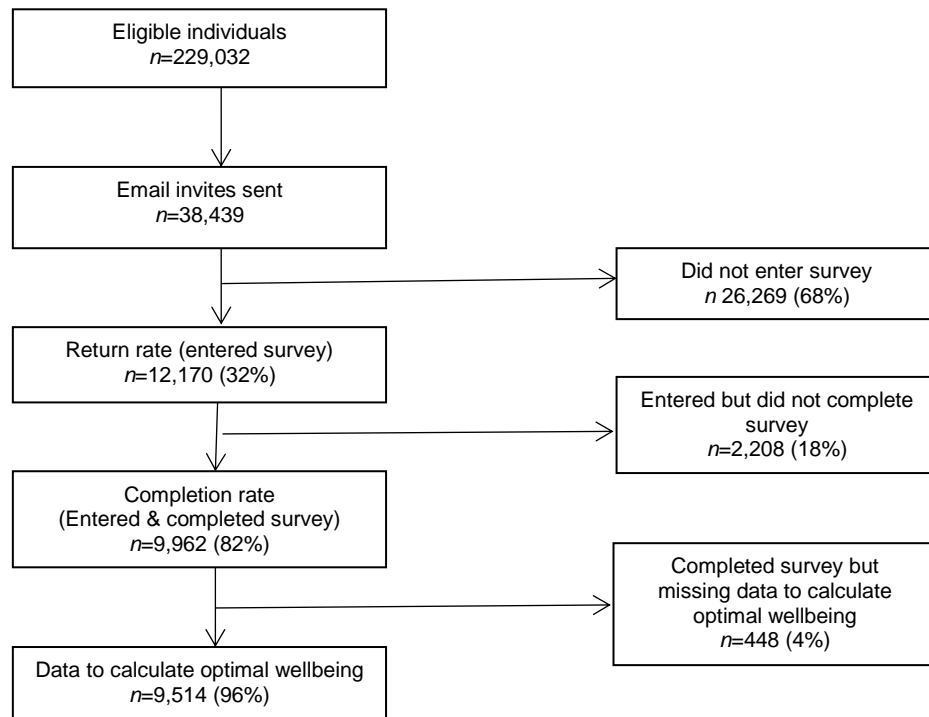 Eligible individuals
n=229,032
Email invites sent
n=38,439
Did not enter survey
n 26,269 (68%)
Return rate (entered survey)
n=12,170 (32%)
Entered but did not complete
survey
n=2,208 (18%)
Completion rate
(Entered & completed survey)
n=9,962 (82%)
Completed survey but
missing data to calculate
optimal wellbeing
n=448 (4%)
Data to calculate optimal wellbeing
n=9,514 (96%)